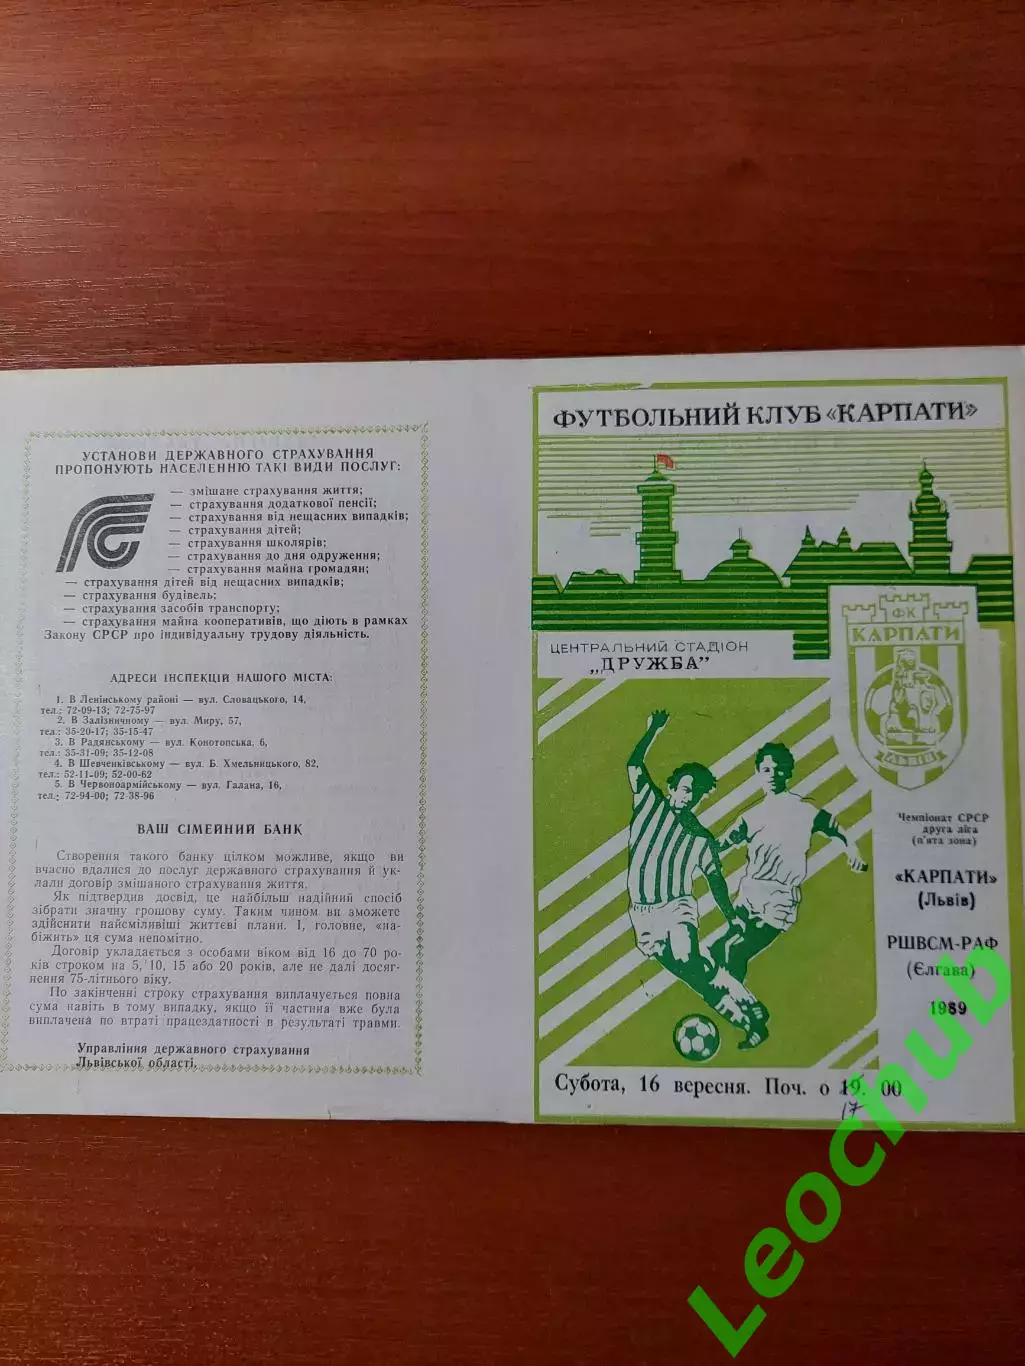 УСТАНОВИ ДЕРЖАВНОГО СТРАХУВАННЯ
ПРОПОНУЮТЬ НАСЕЛЕННЮ ТАКІ ВИДИ ПОСЛУГ:
— змішане страхування життя;
— страхування додаткової пенсії;
— страхування від нещасних випадків;
— страхування дітей;
— страхування школярів;
— страхування до дня одруження;
— страхування майна громадян;
— страхування дітей від нещасних випадків;
— страхування будівель;
— страхування засобів транспорту;
— страхування майна кооперативів, що діють в рамках
Закону СРСР про індивідуальну трудову діяльність.
АДРЕСИ ІНСПЕКЦІЙ НАШОГО МІСТА:
1. В Ленінському районі — вул. Словацького, 14,
тел.: 72-09-13; 72-75-97
2. В Залізничному — вул. Миру, 57,
тел.: 35-20-17; 35-15-47
3. В Радянському — вул. Конотопська, 6,
тел.: 35-31-09; 35-12-08
4. В Шевченківському — вул. Б. Хмельницького, 82,
тел.: 52-11-09; 52-00-62
5. В Червоноармійському — вул. Галана, 16,
тел.: 72-94-00; 72-38-96
ВАШ СІМЕЙНИЙ БАНК
Створення такого банку цілком можливе, якщо ви
вчасно вдалися до послуг державного страхування й ук-
лали договір змішаного страхування життя.
Як підтвердив досвід, це найбільш надійний спосіб
зібрати значну грошову суму. Таким чином ви зможете
здійснити найсміливіші життєві плани. І, головне, «на-
біжить» ця сума непомітно.
Договір укладається з особами віком від 16 до 70 ро-
ків строком на 5, 10, 15 або 20 років, але не далі досяг-
нення 75-літнього віку.
По закінченні строку страхування виплачується повна
сума навіть в тому випадку, якщо її частина вже була
виплачена по втраті працездатності в результаті травми.
Управління державного страхування
Львівської області.
ФУТБОЛЬНИЙ КЛУБ «КАРПАТИ»
ЦЕНТРАЛЬНИЙ СТАДІОН
„ДРУЖБА"
ФК
КАРПАТИ
ЛЬВІВ
Чемпіонат СРСР
друга ліга
(п'ята зона)
«КАРПАТИ»
(Львів)
РШВСМ-РАФ
(Єлгава)
1989
Субота, 16 вересня. Поч. о 19. 00
17
Leochub